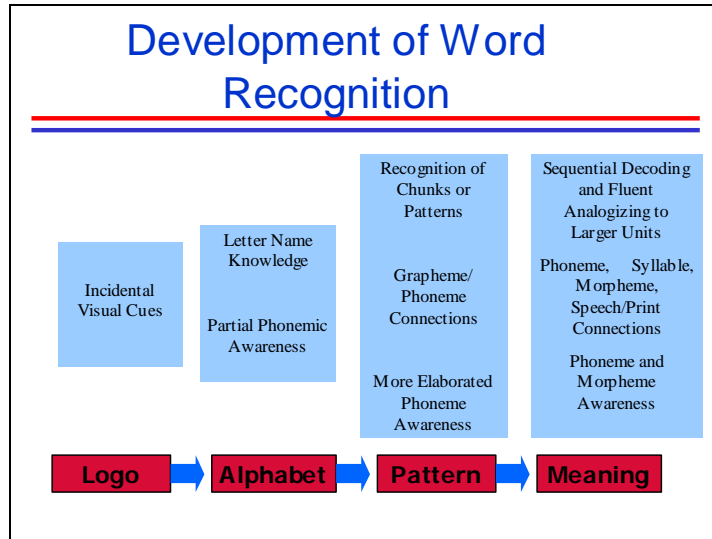 Development of Word
Recognition
Incidental
Visual Cues
Letter Name
Knowledge
Partial Phonemic
Awareness
Recognition of
Chunks or
Patterns
Grapheme/
Phoneme
Connections
More Elaborated
Phoneme
Awareness
Sequential Decoding
and Fluent
Analogizing to
Larger Units
Phoneme, Syllable,
Morpheme,
Speech/Print
Connections
Phoneme and
Morpheme
Awareness
Logo
Alphabet
Pattern
Meaning